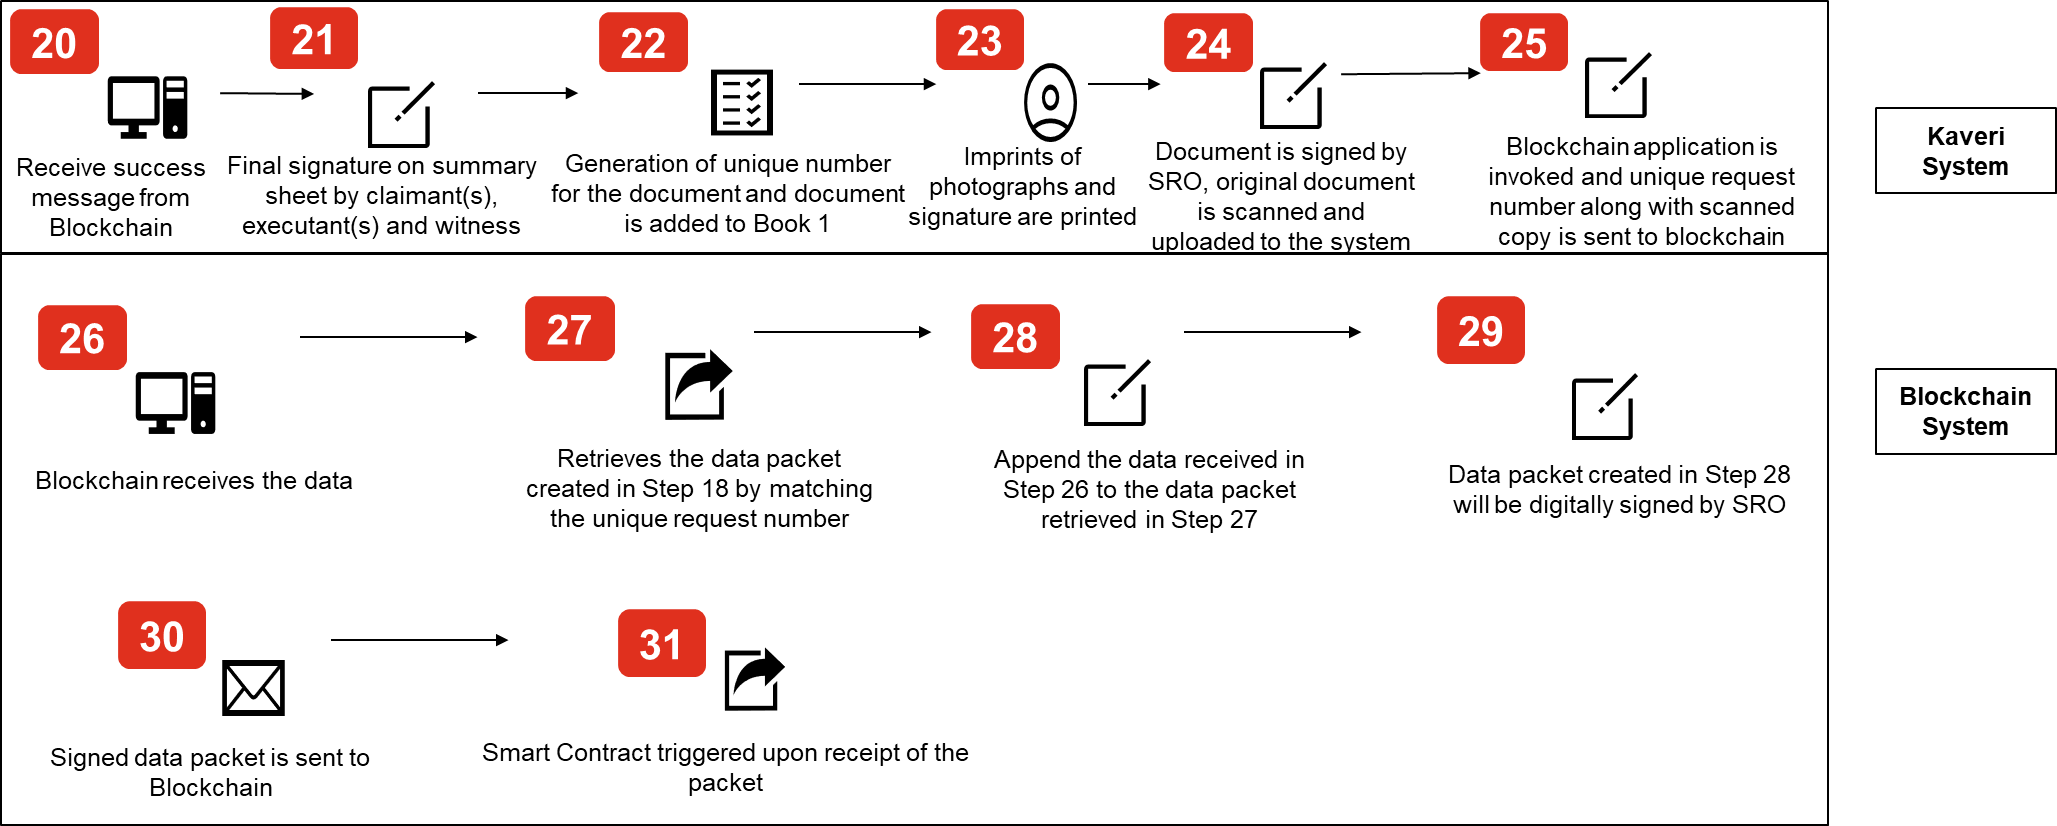 20
Receive success
message from
Blockchain
21
Final signature on summary
sheet by claimant(s),
executant(s) and witness
22
Generation of unique number
for the document and document
is added to Book 1
23
Imprints of
photographs and
signature are printed
24
Document is signed by
SRO, original document
is scanned and
uploaded to the system
25
Blockchain application is
invoked and unique request
number along with scanned
copy is sent to blockchain
Kaveri
System
26
Blockchain receives the data
27
Retrieves the data packet
created in Step 18 by matching
the unique request number
28
Append the data received in
Step 26 to the data packet
retrieved in Step 27
29
Data packet created in Step 28
will be digitally signed by SRO
Blockchain
System
30
Signed data packet is sent to
Blockchain
31
Smart Contract triggered upon receipt of the
packet